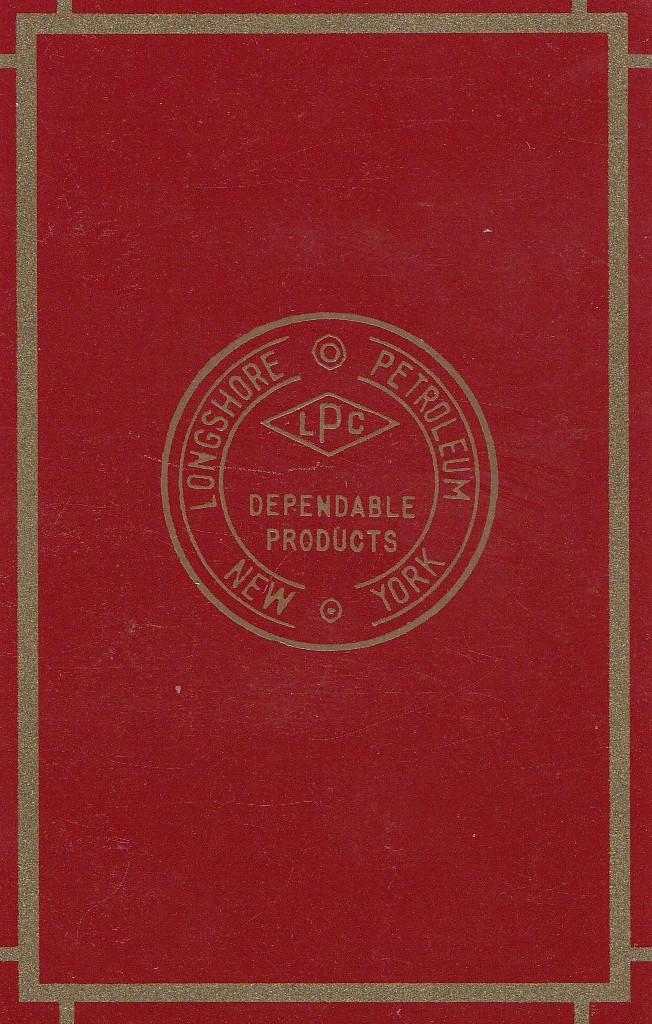 LONGSHORE PETROLEUM
LPC
DEPENDABLE
PRODUCTS
NEW YORK